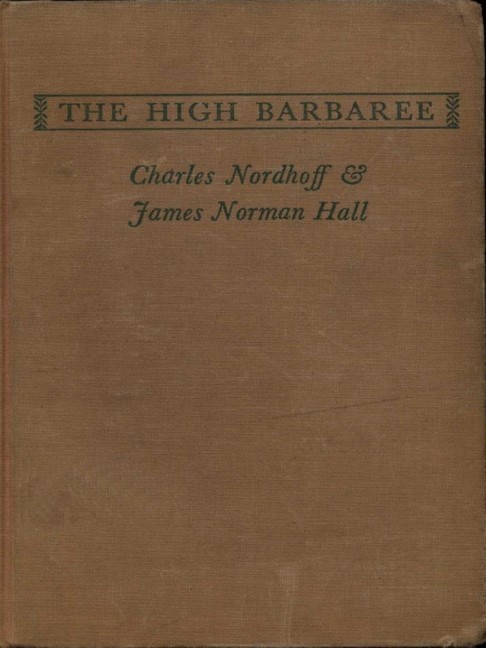 THE HIGH BARBAREE
Charles Nordhoff &
James Norman Hall